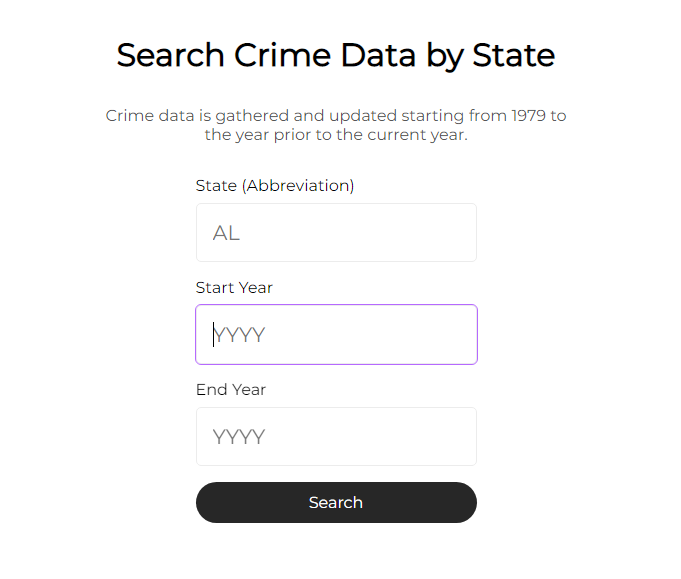 Search Crime Data by State
Crime data is gathered and updated starting from 1979 to
the year prior to the current year.
State (Abbreviation)
AL
Start Year
YYYY
End Year
YYYY
Search